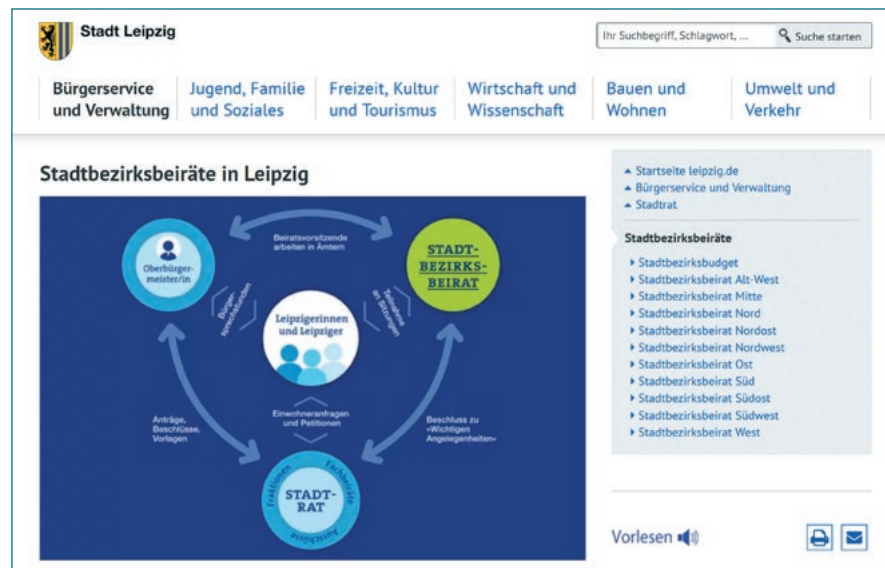 Stadt Leipzig
Ihr Suchbegriff, Schlagwort, ...
Suche starten
Bürgerservice
und Verwaltung
Jugend, Familie
und Soziales
Freizeit, Kultur
und Tourismus
Wirtschaft und
Wissenschaft
Bauen und
Wohnen
Umwelt und
Verkehr
Stadtbezirksbeiräte in Leipzig
Beiratsvorsitzende
arbeiten in Ämtern
Oberbürger-
meister/in
STADT-
BEZIRKS-
BEIRAT
Bürger-
sprechstunden
Teilnahme
an Sitzungen
Leipzigerinnen
und Leipziger
Anträge,
Beschlüsse,
Vorlagen
Einwohneranfragen
und Petitionen
Beschluss zu
«Wichtigen
Angelegenheiten»
Fraktionen
Fachbeiräte
STADT-
RAT
Ausschüsse
Startseite leipzig.de
Bürgerservice und Verwaltung
Stadtrat
Stadtbezirksbeiräte
Stadtbezirksbudget
Stadtbezirksbeirat Alt-West
Stadtbezirksbeirat Mitte
Stadtbezirksbeirat Nord
Stadtbezirksbeirat Nordost
Stadtbezirksbeirat Nordwest
Stadtbezirksbeirat Ost
Stadtbezirksbeirat Süd
Stadtbezirksbeirat Südost
Stadtbezirksbeirat Südwest
Stadtbezirksbeirat West
Vorlesen